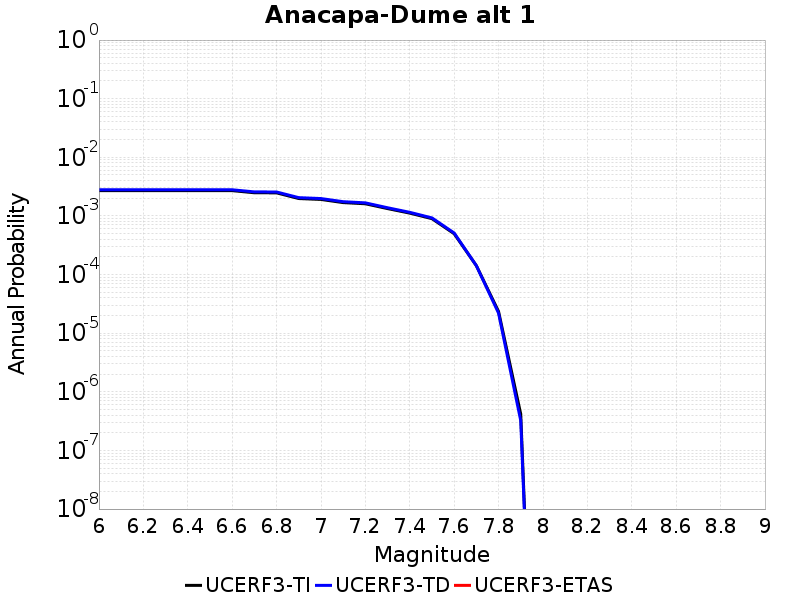 Anacapa-Dume alt 1
10^0
10^-1
10^-2
10^-3
10^-4
10^-5
10^-6
10^-7
10^-8
Annual Probability
6 6.2 6.4 6.6 6.8 7 7.2 7.4 7.6 7.8 8 8.2 8.4 8.6 8.8 9
Magnitude
UCERF3-TI UCERF3-TD UCERF3-ETAS